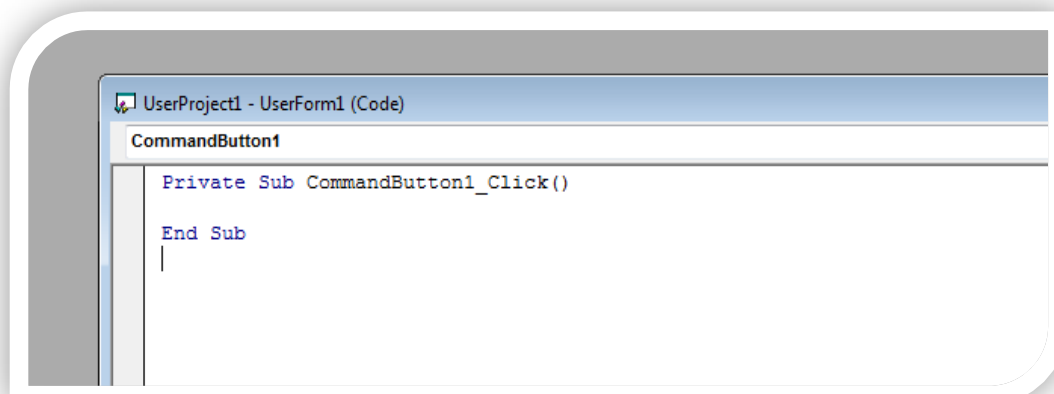 UserProject1 - UserForm1 (Code)
CommandButton1
Private Sub CommandButton1_Click()
End Sub